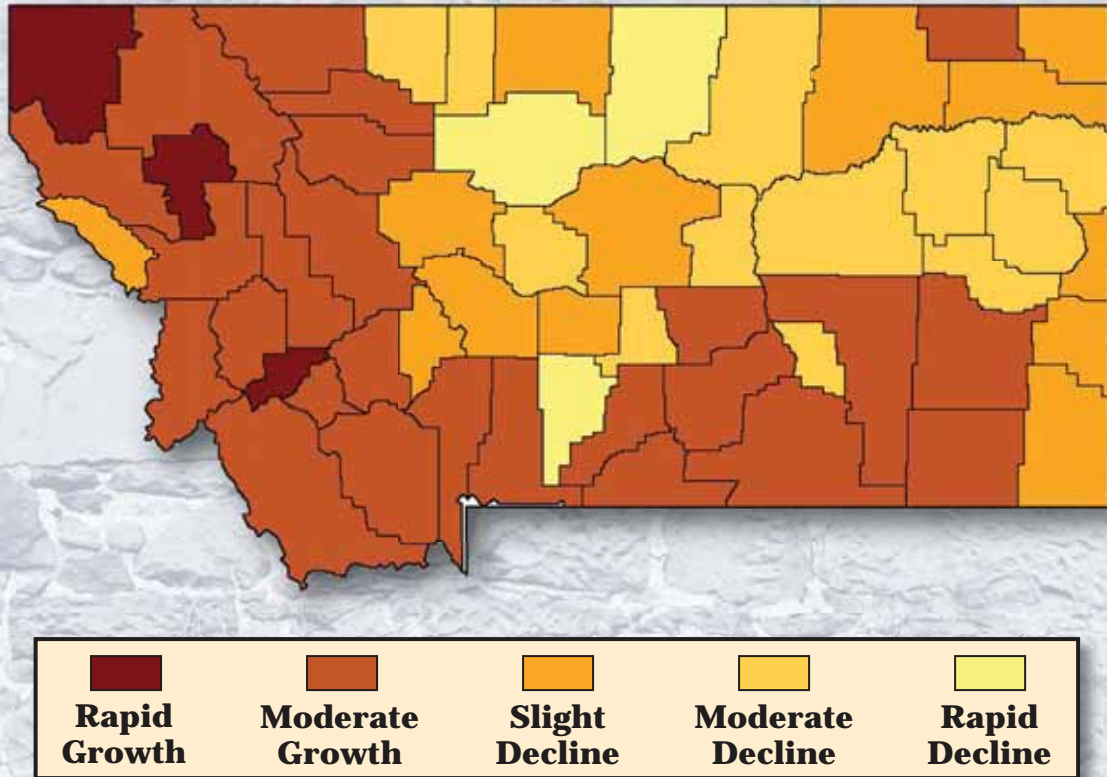 Rapid
Growth
Moderate
Growth
Slight
Decline
Moderate
Decline
Rapid
Decline